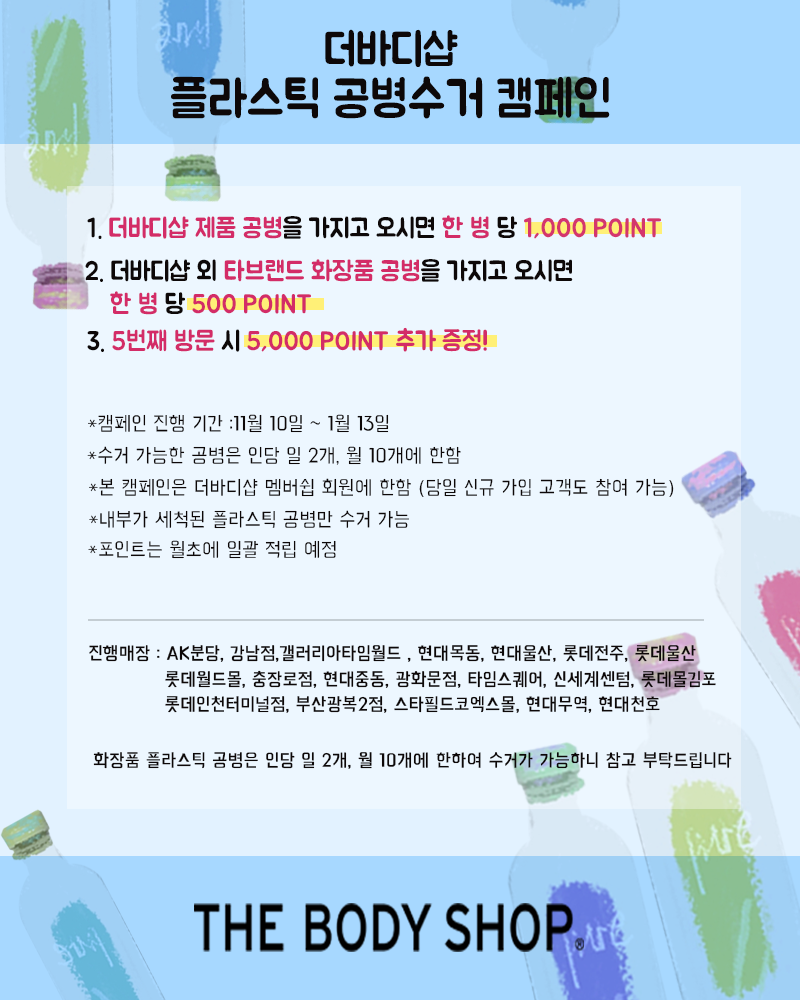 더바디샵
플라스틱 공병수거 캠페인
1. 더바디샵 제품 공병을 가지고 오시면 한 병 당 1,000 POINT
2. 더바디샵 외 타브랜드 화장품 공병을 가지고 오시면
한 병 당 500 POINT
3. 5번째 방문 시 5,000 POINT 추가 증정!
*캠페인 진행 기간 :11월 10일 ~ 1월 13일
*수거 가능한 공병은 인당 일 2개, 월 10개에 한함
*본 캠페인은 더바디샵 멤버쉽 회원에 한함 (당일 신규 가입 고객도 참여 가능)
*내부가 세척된 플라스틱 공병만 수거 가능
*포인트는 월초에 일괄 적립 예정
진행매장 : AK분당, 강남점,갤러리아타임월드 , 현대목동, 현대울산, 롯데전주, 롯데울산
롯데월드몰, 충장로점, 현대중동, 광화문점, 타임스퀘어, 신세계센텀, 롯데몰김포
롯데인천터미널점, 부산광복2점, 스타필드코엑스몰, 현대무역, 현대천호
화장품 플라스틱 공병은 인당 일 2개, 월 10개에 한하여 수거가 가능하니 참고 부탁드립니다
THE BODY SHOP®